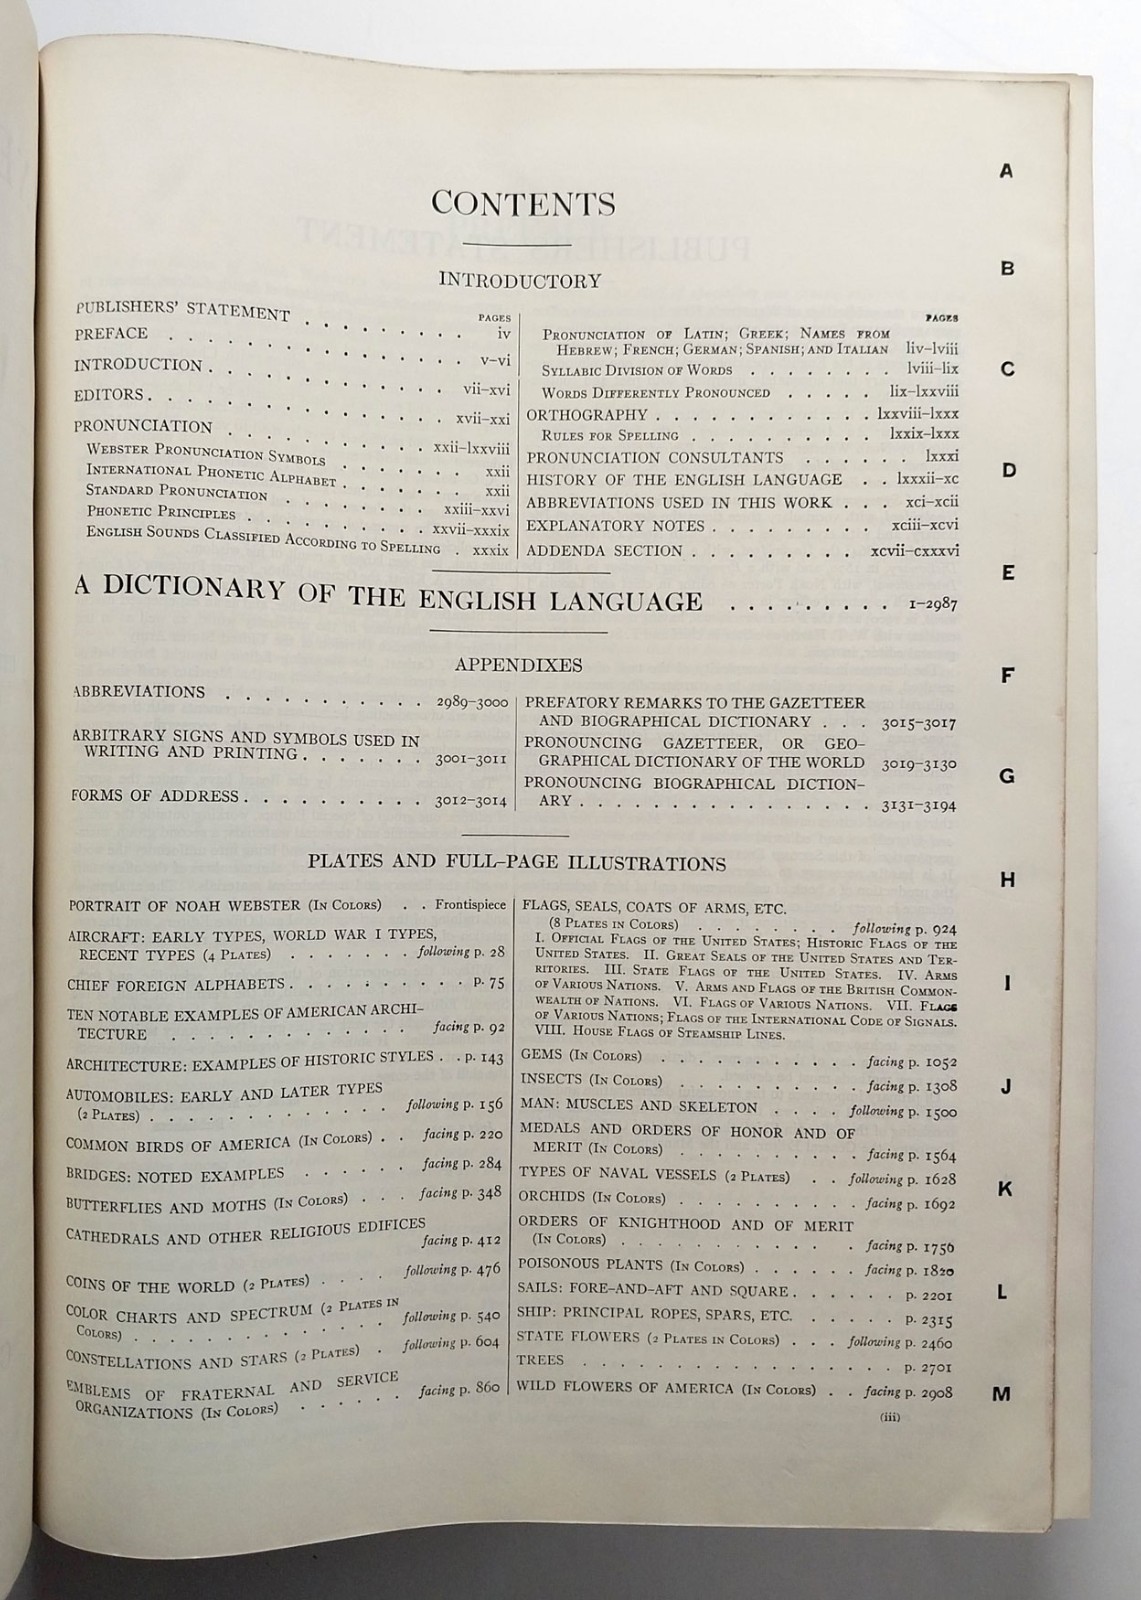 CONTENTS
INTRODUCTORY
PAGES
PUBLISHERS' STATEMENT . . . . . . . . . iv
PREFACE . . . . . . . . . . . . . v–vi
INTRODUCTION . . . . . . . . . . . vii–xvi
EDITORS . . . . . . . . . . . . . xvii–xxi
PRONUNCIATION . . . . . . . . . . xxii–lxxviii
WEBSTER PRONUNCIATION SYMBOLS . . . . . . xxii
INTERNATIONAL PHONETIC ALPHABET . . . . . . xxii
STANDARD PRONUNCIATION . . . . . . . xxiii–xxvi
PHONETIC PRINCIPLES . . . . . . . . xxvii–xxxix
ENGLISH SOUNDS CLASSIFIED ACCORDING TO SPELLING . xxxix
PAGES
PRONUNCIATION OF LATIN; GREEK; NAMES FROM
HEBREW; FRENCH; GERMAN; SPANISH; AND ITALIAN liv–lviii
SYLLABIC DIVISION OF WORDS . . . . . . . . lviii–lix
WORDS DIFFERENTLY PRONOUNCED . . . . . lix–lxxviii
ORTHOGRAPHY . . . . . . . . . . . lxxviii–lxxx
RULES FOR SPELLING . . . . . . . . . . lxxix–lxxx
PRONUNCIATION CONSULTANTS . . . . . . lxxxi
HISTORY OF THE ENGLISH LANGUAGE . . lxxxii–xc
ABBREVIATIONS USED IN THIS WORK . . . xci–xcii
EXPLANATORY NOTES . . . . . . . . . xciii–xcvi
ADDENDA SECTION . . . . . . . . . xcvii–cxxxvi
A DICTIONARY OF THE ENGLISH LANGUAGE . . . . . . . . . 1–2987
APPENDIXES
ABBREVIATIONS . . . . . . . . . . . 2989–3000
ARBITRARY SIGNS AND SYMBOLS USED IN
WRITING AND PRINTING . . . . . . . 3001–3011
FORMS OF ADDRESS . . . . . . . . . . 3012–3014
PREFATORY REMARKS TO THE GAZETTEER
AND BIOGRAPHICAL DICTIONARY . . . 3015–3017
PRONOUNCING GAZETTEER, OR GEO–
GRAPHICAL DICTIONARY OF THE WORLD 3019–3130
PRONOUNCING BIOGRAPHICAL DICTION–
ARY . . . . . . . . . . . . . . . . 3131–3194
PLATES AND FULL–PAGE ILLUSTRATIONS
PORTRAIT OF NOAH WEBSTER (IN COLORS) . . Frontispiece
AIRCRAFT: EARLY TYPES, WORLD WAR I TYPES,
RECENT TYPES (4 PLATES) . . . . . . . following p. 28
CHIEF FOREIGN ALPHABETS . . . . . . . . . . p. 75
TEN NOTABLE EXAMPLES OF AMERICAN ARCHI–
TECTURE . . . . . . . . . . . facing p. 92
ARCHITECTURE: EXAMPLES OF HISTORIC STYLES . . p. 143
AUTOMOBILES: EARLY AND LATER TYPES
(2 PLATES) . . . . . . . . . . . . . following p. 156
COMMON BIRDS OF AMERICA (IN COLORS) . . facing p. 220
BRIDGES: NOTED EXAMPLES . . . . . . facing p. 284
BUTTERFLIES AND MOTHS (IN COLORS) . . . facing p. 348
CATHEDRALS AND OTHER RELIGIOUS EDIFICES
facing p. 412
COINS OF THE WORLD (2 PLATES) . . . . following p. 476
COLOR CHARTS AND SPECTRUM (2 PLATES IN
COLORS) . . . . . . . . . . . . . following p. 540
CONSTELLATIONS AND STARS (2 PLATES) . following p. 604
EMBLEMS OF FRATERNAL AND SERVICE
ORGANIZATIONS (IN COLORS) . . . . . . facing p. 860
FLAGS, SEALS, COATS OF ARMS, ETC.
(8 PLATES IN COLORS) . . . . . . . . following p. 924
I. OFFICIAL FLAGS OF THE UNITED STATES; HISTORIC FLAGS OF THE
UNITED STATES. II. GREAT SEALS OF THE UNITED STATES AND TER-
RITORIES. III. STATE FLAGS OF THE UNITED STATES. IV. ARMS
OF VARIOUS NATIONS. V. ARMS AND FLAGS OF THE BRITISH COMMON-
WEALTH OF NATIONS. VI. FLAGS OF VARIOUS NATIONS. VII. FLAGS
OF VARIOUS NATIONS; FLAGS OF THE INTERNATIONAL CODE OF SIGNALS.
VIII. HOUSE FLAGS OF STEAMSHIP LINES.
GEMS (IN COLORS) . . . . . . . . . . . facing p. 1052
INSECTS (IN COLORS) . . . . . . . . . . facing p. 1308
MAN: MUSCLES AND SKELETON . . . . following p. 1500
MEDALS AND ORDERS OF HONOR AND OF
MERIT (IN COLORS) . . . . . . . . . . facing p. 1564
TYPES OF NAVAL VESSELS (2 PLATES) . . following p. 1628
ORCHIDS (IN COLORS) . . . . . . . . . . facing p. 1692
ORDERS OF KNIGHTHOOD AND OF MERIT
(IN COLORS) . . . . . . . . . . . . facing p. 1756
POISONOUS PLANTS (IN COLORS) . . . . . . facing p. 1820
SAILS: FORE–AND–AFT AND SQUARE . . . . . . p. 2201
SHIP: PRINCIPAL ROPES, SPARS, ETC. . . . . . p. 2315
STATE FLOWERS (2 PLATES IN COLORS) . . . following p. 2460
TREES . . . . . . . . . . . . . . . . . p. 2701
WILD FLOWERS OF AMERICA (IN COLORS) . . facing p. 2908
(iii)
A
B
C
D
E
F
G
H
I
J
K
L
M